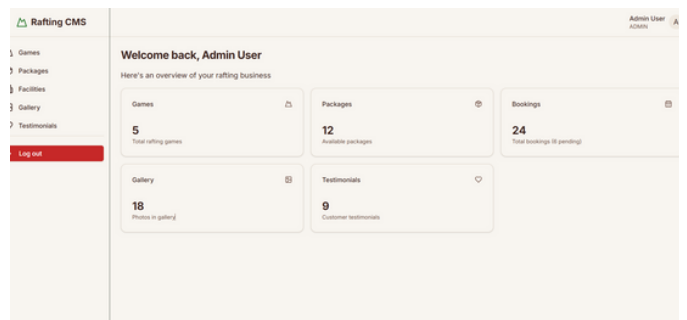 Rafting CMS
Admin User
ADMIN
A
Games
Packages
Facilities
Gallery
Testimonials
Log out
Welcome back, Admin User
Here's an overview of your rafting business
Games
5
Total rafting games
Packages
12
Available packages
Bookings
24
Total bookings (6 pending)
Gallery
18
Photos in gallery
Testimonials
9
Customer testimonials